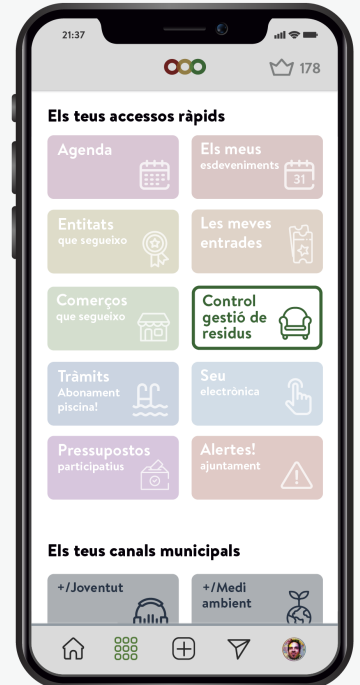 21:37
178
Els teus accessos ràpids
Agenda
Els meus
esdeveniments
31
Entitats
que segueixo
Les meves
entrades
Comerços
que segueixo
Control
gestió de
residus
Tràmits
Abonament
piscina!
Seu
electrònica
Pressupostos
participatius
Alertes!
ajuntament
Els teus canals municipals
+/Joventut
+/Medi
ambient